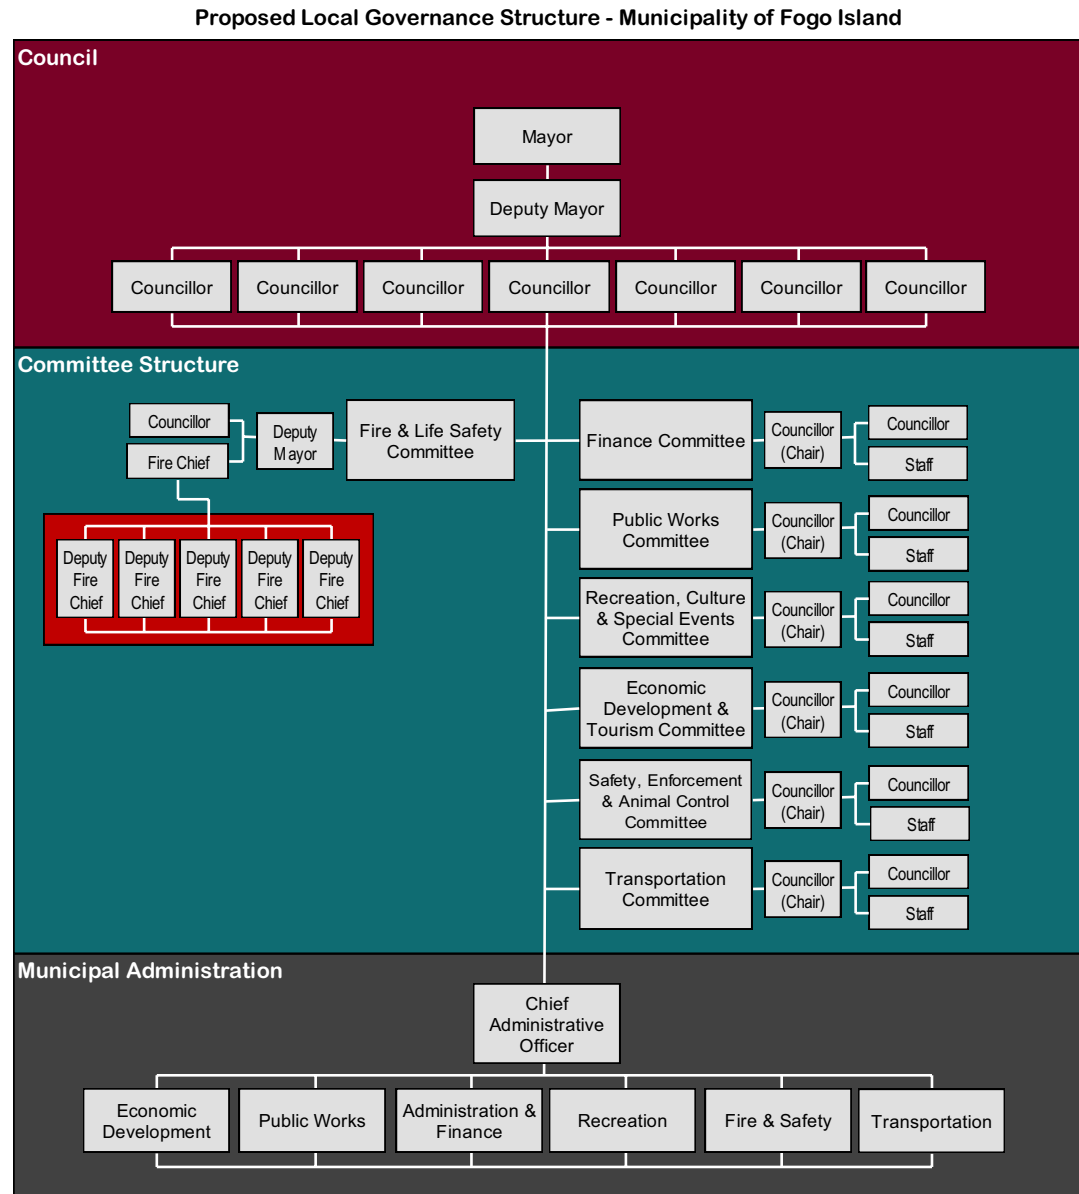 Proposed Local Governance Structure - Municipality of Fogo Island
Council
Mayor
Deputy Mayor
Councillor
Councillor
Councillor
Councillor
Councillor
Councillor
Councillor
Committee Structure
Councillor
Fire Chief
Deputy
Mayor
Fire & Life Safety
Committee
Deputy
Fire
Chief
Deputy
Fire
Chief
Deputy
Fire
Chief
Deputy
Fire
Chief
Deputy
Fire
Chief
Finance Committee
Councillor
(Chair)
Councillor
Staff
Public Works
Committee
Councillor
(Chair)
Councillor
Staff
Recreation, Culture
& Special Events
Committee
Councillor
(Chair)
Councillor
Staff
Economic
Development &
Tourism Committee
Councillor
(Chair)
Councillor
Staff
Safety, Enforcement
& Animal Control
Committee
Councillor
(Chair)
Councillor
Staff
Transportation
Committee
Councillor
(Chair)
Councillor
Staff
Municipal Administration
Chief
Administrative
Officer
Economic
Development
Public Works
Administration &
Finance
Recreation
Fire & Safety
Transportation